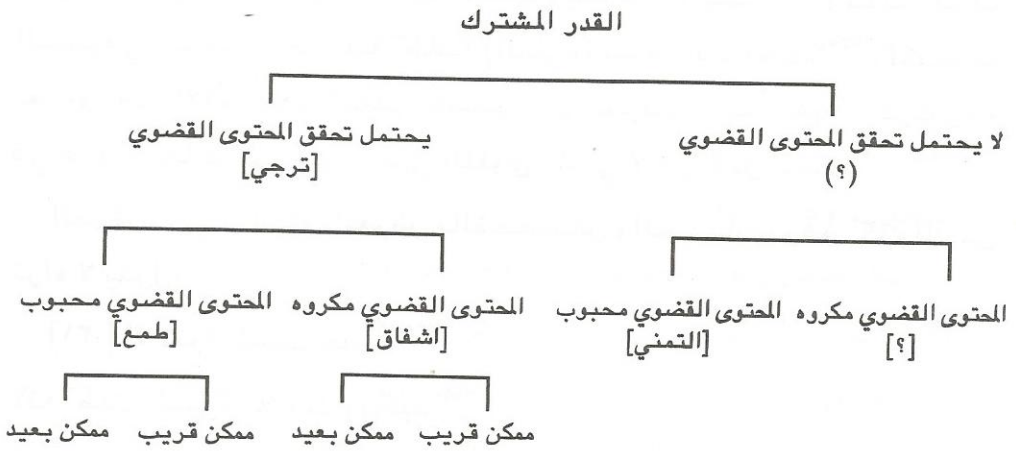 القدر المشترك
لا يحتمل تحقق المحتوى القضوي
(؟)
يحتمل تحقق المحتوى القضوي
[ترجي]
المحتوى القضوي مكروه
[؟]
المحتوى القضوي محبوب
[التمني]
المحتوى القضوي مكروه
[اشفاق]
المحتوى القضوي محبوب
[طمع]
ممكن قريب
ممكن بعيد
ممكن قريب
ممكن بعيد